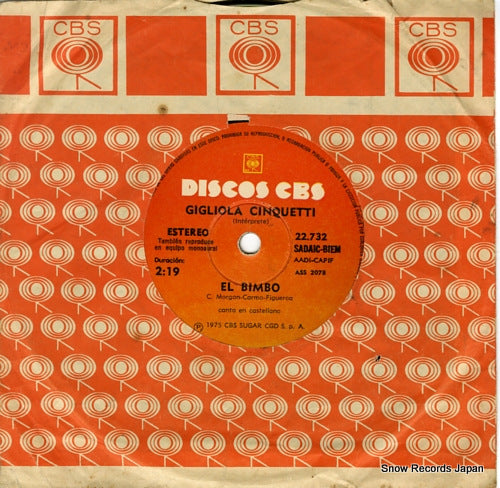 CBS
CBS
CBS
DISCOS CBS
GIGLIOLA CINQUETTI
(Intérprete)
ESTEREO
También reproduce
en equipo monoaural
Duración:
2:19
22.732
SADAIC-BIEM
AADI-CAPIF
ASS 2078
EL BIMBO
C. Morgan-Carmo-Figueroa
canta en castellano
Ⓟ 1975 CBS SUGAR CGD S. p. A.
Snow Records Japan